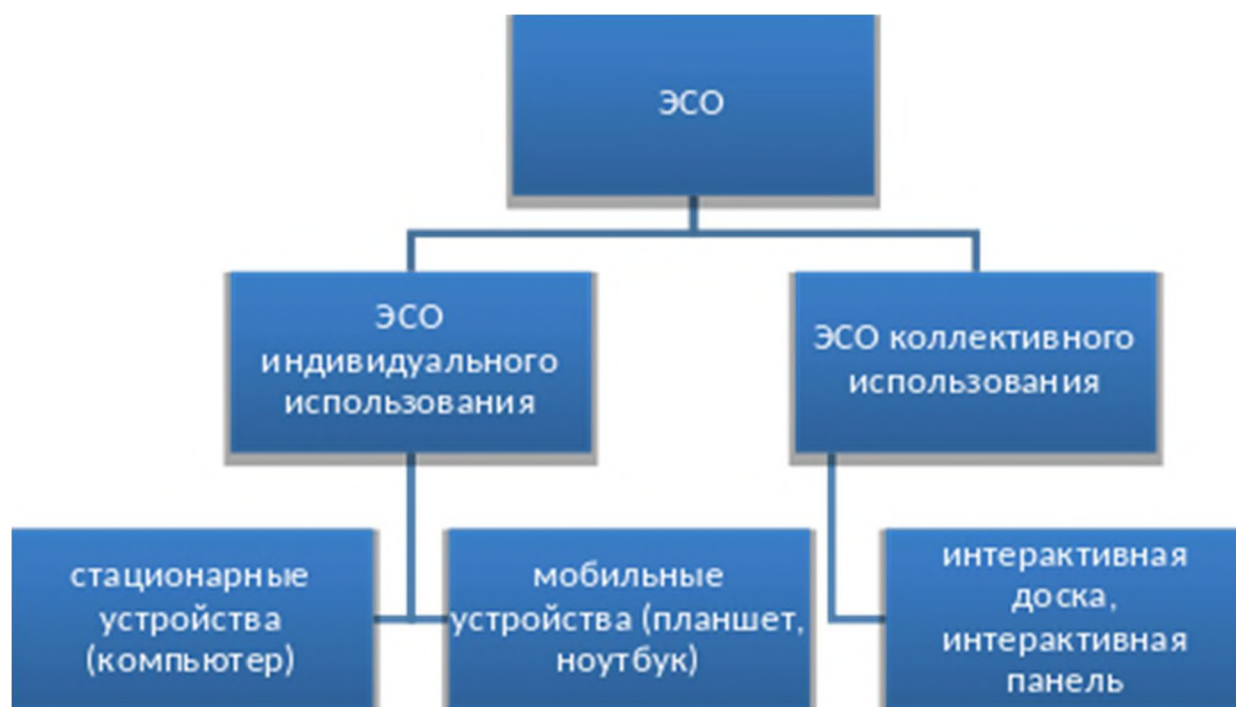 ЭСО
ЭСО
индивидуального
использования
ЭСО коллективного
использования
стационарные
устройства
(компьютер)
мобильные
устройства (планшет,
ноутбук)
интерактивная
доска,
интерактивная
панель